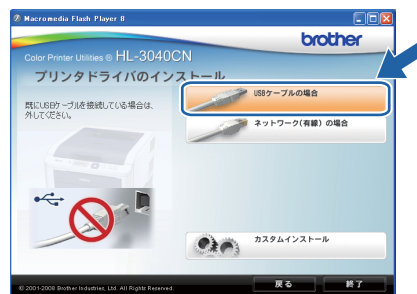 Macromedia Flash Player 8
brother
Color Printer Utilities ® HL-3040CN
プリンタドライバのインストール
既にUSBケーブルを接続している場合は、
外してください。
USBケーブルの場合
ネットワーク(有線) の場合
カスタムインストール
© 2001-2008 Brother Industries, Ltd. All Rights Reserved.
戻る
終了